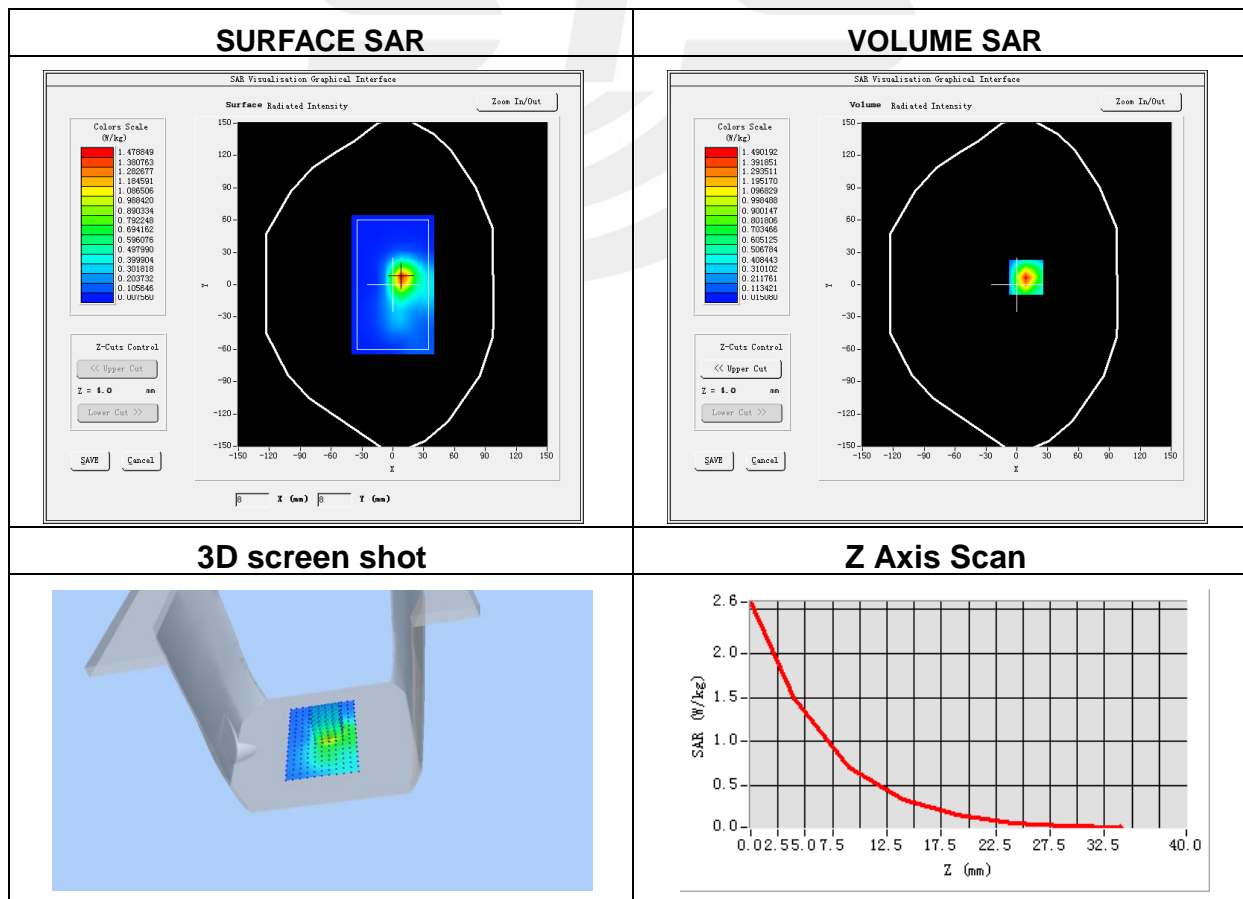 SURFACE SAR
VOLUME SAR
SAR Visualisation Graphical Interface
Surface Radiated Intensity
Zoom In/Out
Colors Scale
(W/kg)
1.478849
1.380763
1.282677
1.184591
1.086506
0.988420
0.890334
0.792248
0.694162
0.596076
0.497990
0.399904
0.301818
0.203732
0.105646
0.007560
Z-Cuts Control
<< Upper Cut
Z = 4.0 mm
Lower Cut >>
SAVE
Cancel
Y
150
120
90
60
30
0
-30
-60
-90
-120
-150
-150 -120 -90 -60 -30 0 30 60 90 120 150
X
8 X (mm) 8 Y (mm)
SAR Visualisation Graphical Interface
Volume Radiated Intensity
Zoom In/Out
Colors Scale
(W/kg)
1.490192
1.391851
1.293511
1.195170
1.096829
0.998488
0.900147
0.801806
0.703466
0.605125
0.506784
0.408443
0.310102
0.211761
0.113421
0.015080
Z-Cuts Control
<< Upper Cut
Z = 4.0 mm
Lower Cut >>
SAVE
Cancel
Y
150
120
90
60
30
0
-30
-60
-90
-120
-150
-150 -120 -90 -60 -30 0 30 60 90 120 150
X
3D screen shot
Z Axis Scan
SAR (W/kg)
2.6
2.0
1.5
1.0
0.5
0.0
0.0 2.5 5.0 7.5 12.5 17.5 22.5 27.5 32.5 40.0
Z (mm)